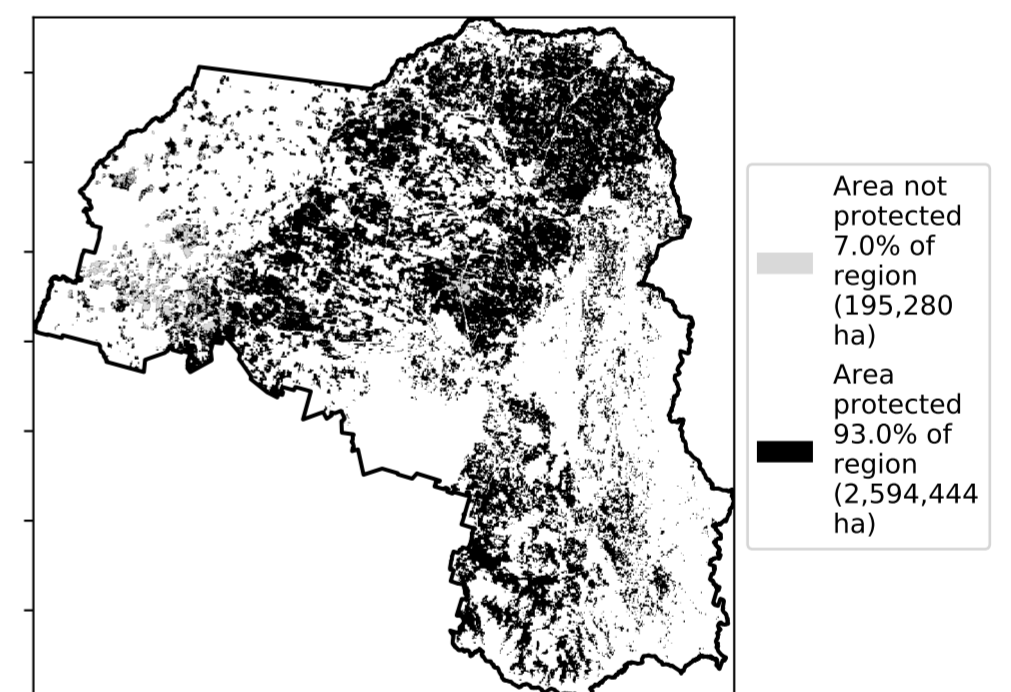 Area not
protected
7.0% of
region
(195,280
ha)
Area
protected
93.0% of
region
(2,594,444
ha)